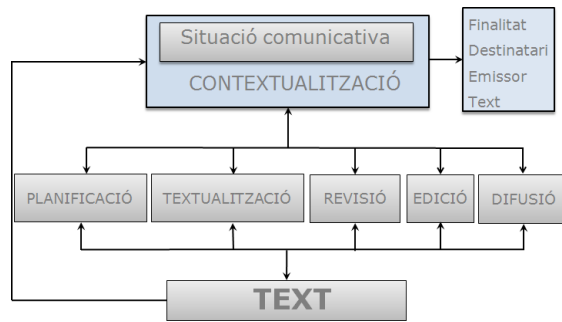 Situació comunicativa
CONTEXTUALITZACIÓ
Finalitat
Destinatari
Emissor
Text
PLANIFICACIÓ
TEXTUALITZACIÓ
REVISIÓ
EDICIÓ
DIFUSIÓ
TEXT